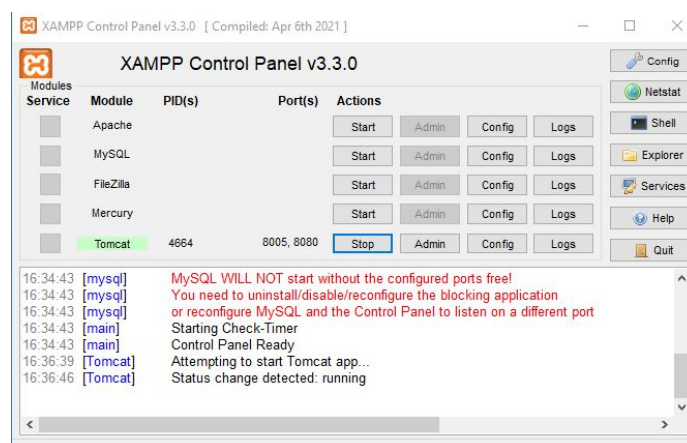 XAMPP Control Panel v3.3.0 [ Compiled: Apr 6th 2021 ]
XAMPP Control Panel v3.3.0
Config
Modules
Service Module PID(s) Port(s) Actions
Netstat
Apache Start Admin Config Logs
Shell
MySQL Start Admin Config Logs
Explorer
FileZilla Start Admin Config Logs
Services
Mercury Start Admin Config Logs
Help
Tomcat 4664 8005, 8080 Stop Admin Config Logs
Quit
16:34:43 [mysql] MySQL WILL NOT start without the configured ports free!
16:34:43 [mysql] You need to uninstall/disable/reconfigure the blocking application
16:34:43 [mysql] or reconfigure MySQL and the Control Panel to listen on a different port
16:34:43 [main] Starting Check-Timer
16:34:43 [main] Control Panel Ready
16:36:39 [Tomcat] Attempting to start Tomcat app...
16:36:46 [Tomcat] Status change detected: running